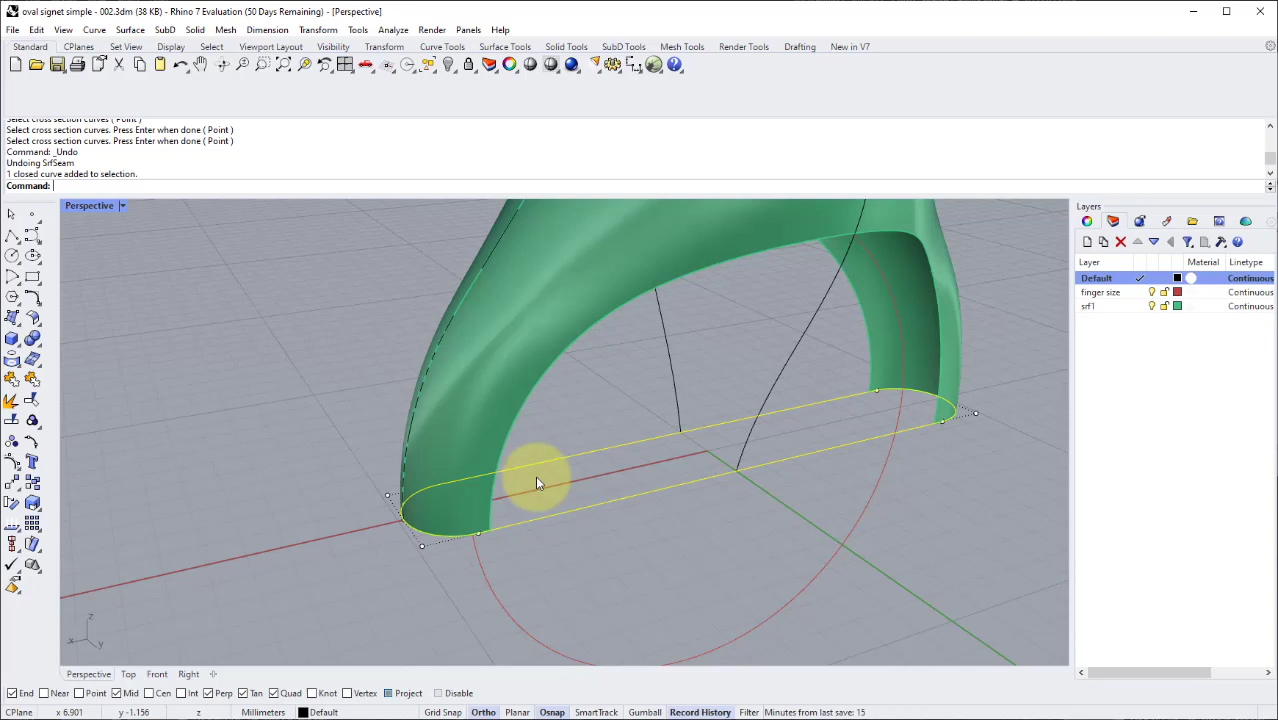 oval signet simple - 002.3dm (38 KB) - Rhino 7 Evaluation (50 Days Remaining) - [Perspective]
File Edit View Curve Surface SubD Solid Mesh Dimension Transform Tools Analyze Render Panels Help
Standard CPlanes Set View Display Select Viewport Layout Visibility Transform Curve Tools Surface Tools Solid Tools SubD Tools Mesh Tools Render Tools Drafting New in V7
Select cross section curves ( Point )
Select cross section curves. Press Enter when done ( Point )
Select cross section curves. Press Enter when done ( Point )
Command: _Undo
Undoing SrfSeam
1 closed curve added to selection.
Command:
Perspective
Layers
Layer Material Linetype
Default Continuous
finger size Continuous
srf1 Continuous
z
x y
Perspective Top Front Right
End Near Point Mid Cen Int Perp Tan Quad Knot Vertex Project Disable
CPlane x 6.901 y -1.156 z Millimeters Default Grid Snap Ortho Planar Osnap SmartTrack Gumball Record History Filter Minutes from last save: 15